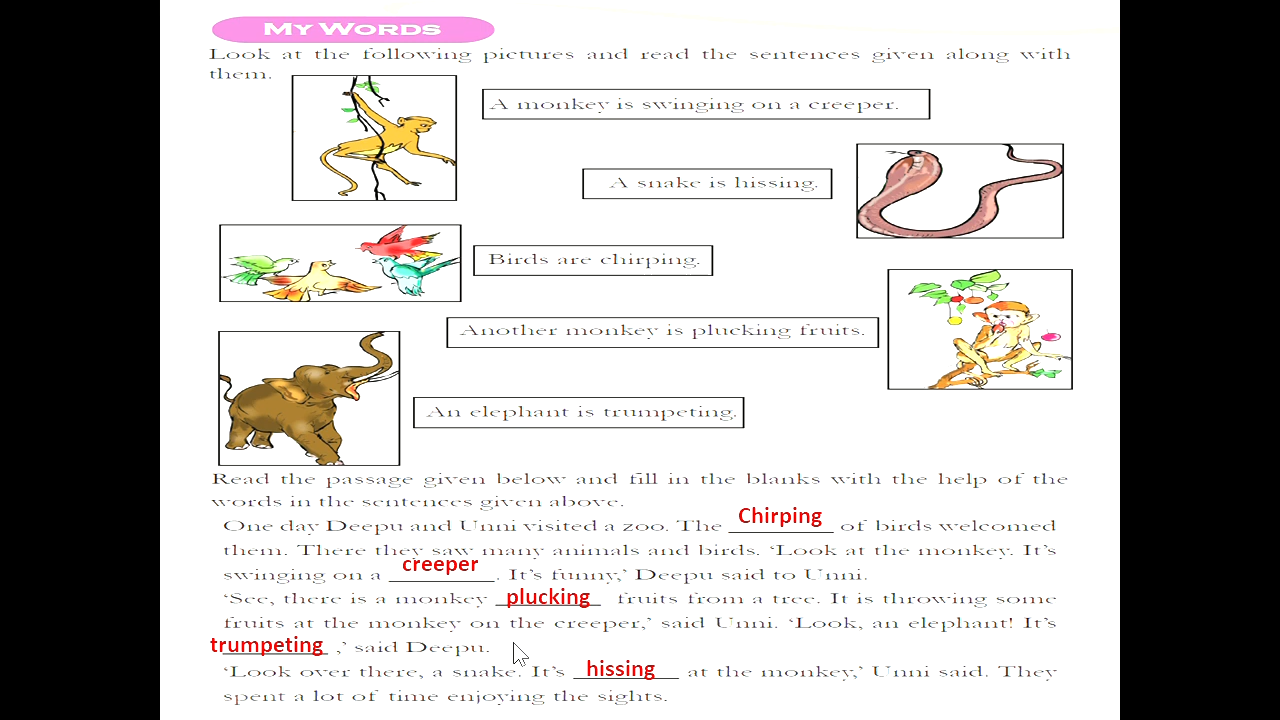 MY WORDS
Look at the following pictures and read the sentences given along with
them.
A monkey is swinging on a creeper.
A snake is hissing.
Birds are chirping.
Another monkey is plucking fruits.
An elephant is trumpeting.
Read the passage given below and fill in the blanks with the help of the
words in the sentences given above.
One day Deepu and Unni visited a zoo. The Chirping of birds welcomed
them. There they saw many animals and birds. ‘Look at the monkey. It’s
swinging on a creeper. It’s funny,’ Deepu said to Unni.
‘See, there is a monkey plucking fruits from a tree. It is throwing some
fruits at the monkey on the creeper,’ said Unni. ‘Look, an elephant! It’s
trumpeting ,’ said Deepu.
‘Look over there, a snake. It’s hissing at the monkey,’ Unni said. They
spent a lot of time enjoying the sights.